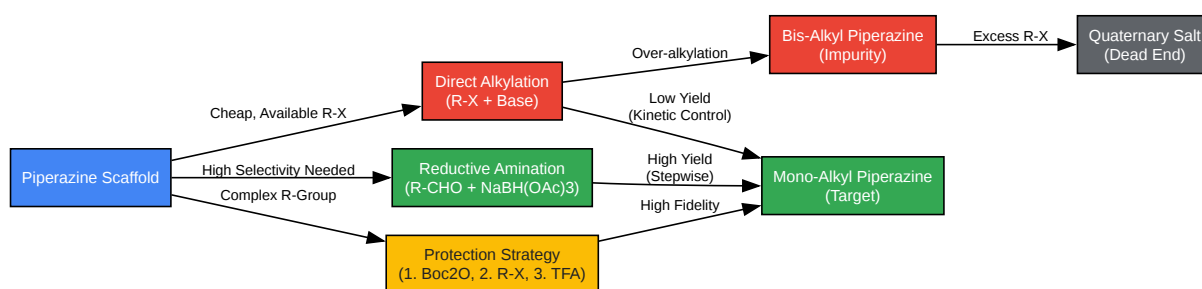 Piperazine Scaffold
Cheap, Available R-X
High Selectivity Needed
Complex R-Group
Direct Alkylation
(R-X + Base)
Reductive Amination
(R-CHO + NaBH(OAc)3)
Protection Strategy
(1. Boc2O, 2. R-X, 3. TFA)
Over-alkylation
Low Yield
(Kinetic Control)
High Yield
(Stepwise)
High Fidelity
Bis-Alkyl Piperazine
(Impurity)
Mono-Alkyl Piperazine
(Target)
Excess R-X
Quaternary Salt
(Dead End)